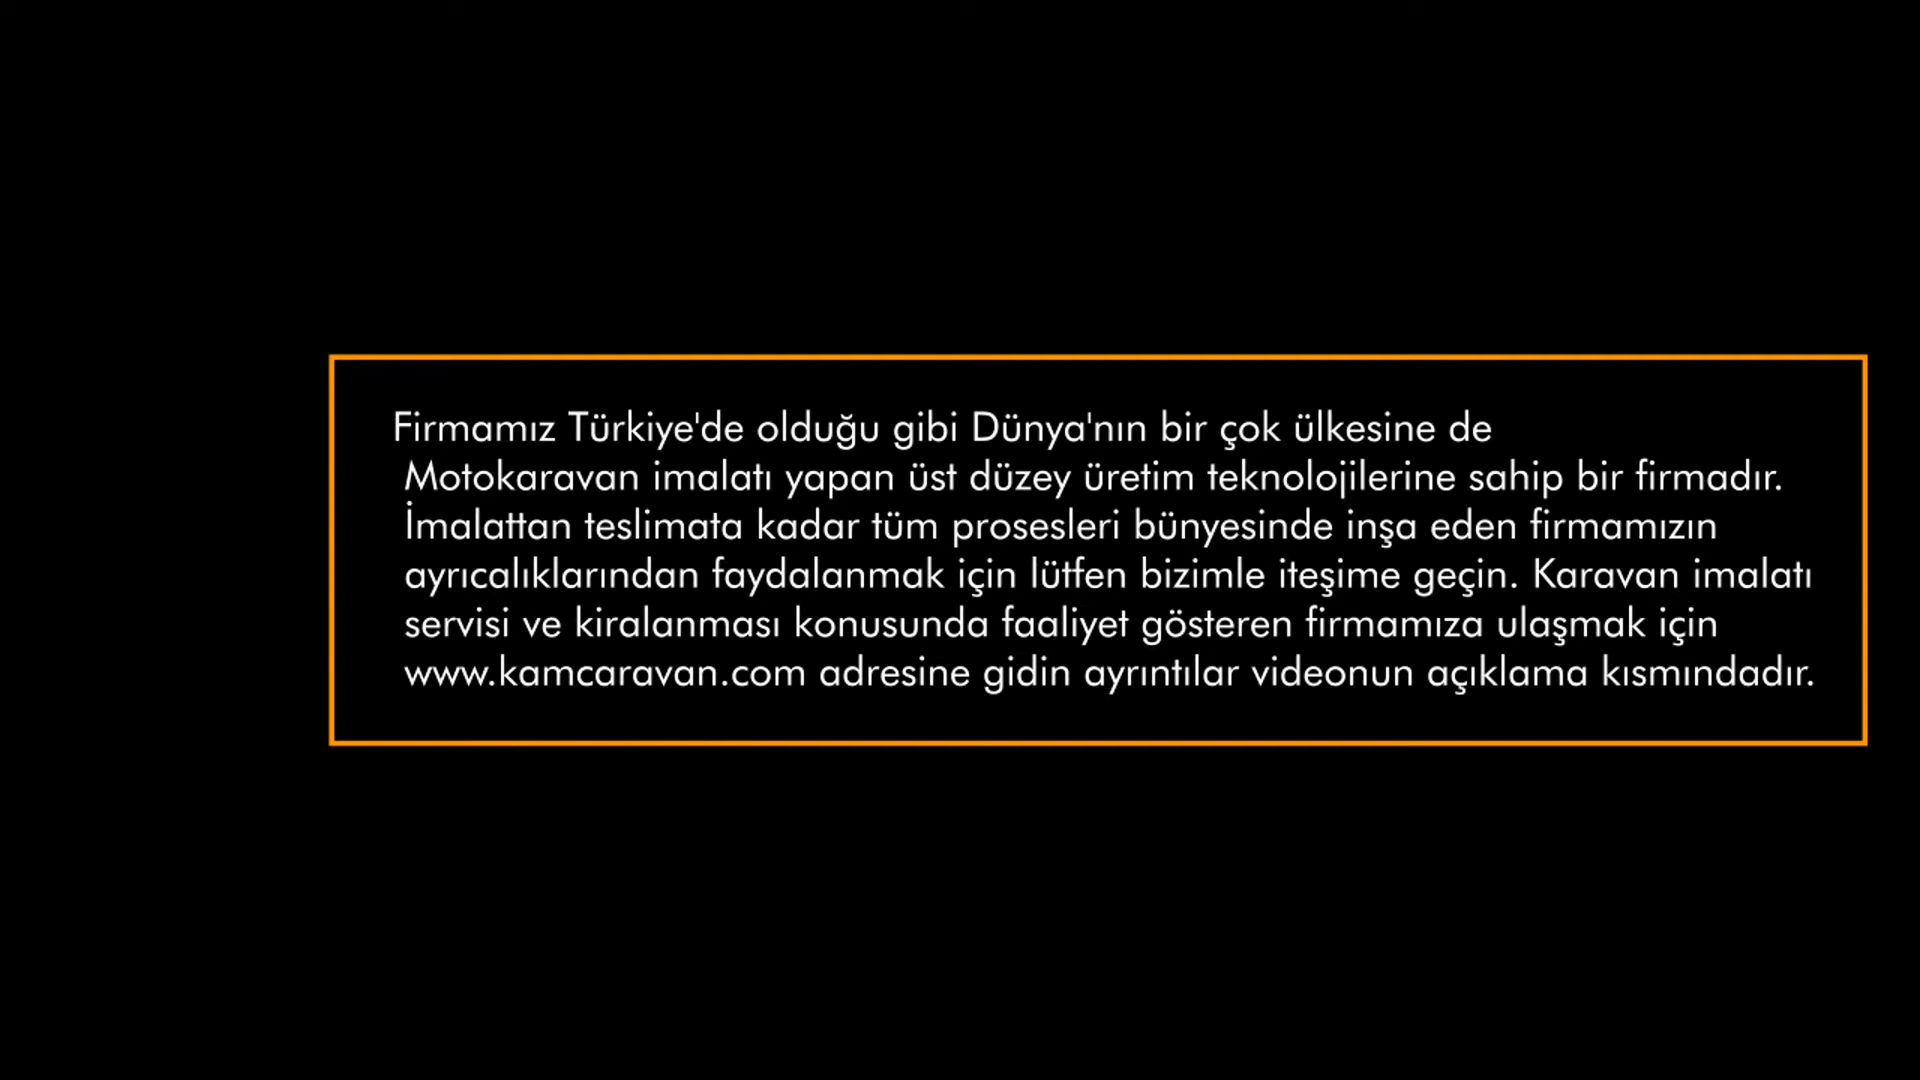 Firmamız Türkiye'de olduğu gibi Dünya'nın bir çok ülkesine de
Motokaravan imalatı yapan üst düzey üretim teknolojilerine sahip bir firmadır.
İmalattan teslimata kadar tüm prosesleri bünyesinde inşa eden firmamızın
ayrıcalıklarından faydalanmak için lütfen bizimle iteşime geçin. Karavan imalatı
servisi ve kiralanması konusunda faaliyet gösteren firmamıza ulaşmak için
www.kamcaravan.com adresine gidin ayrıntılar videonun açıklama kısmındadır.